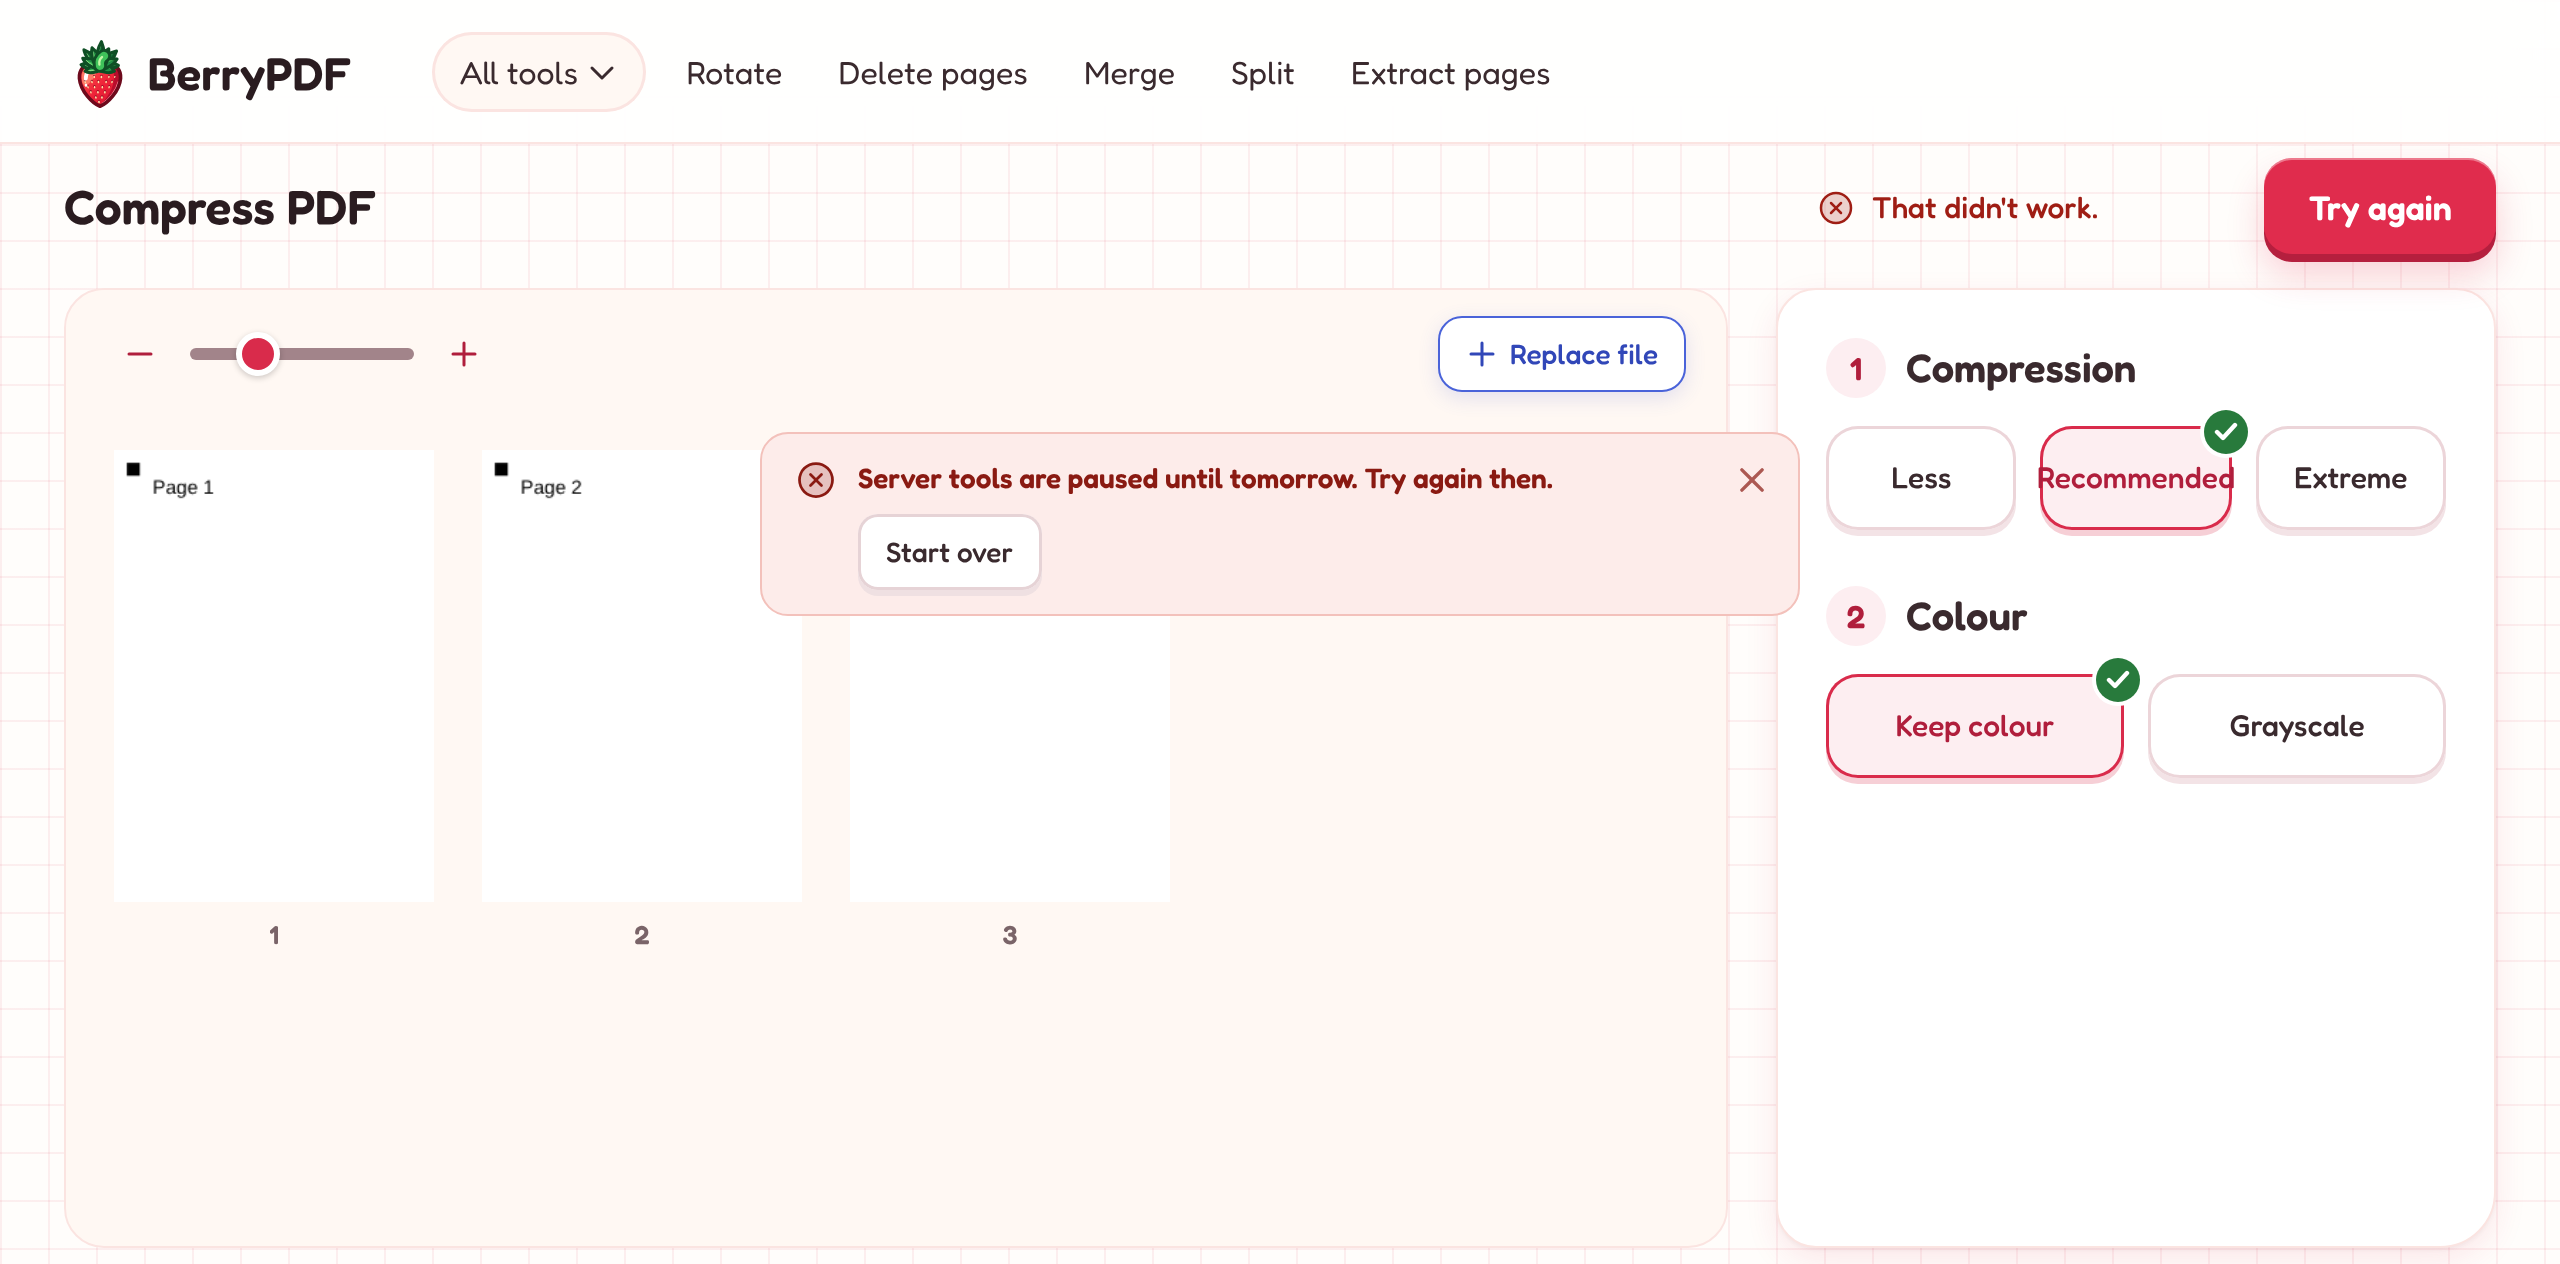 BerryPDF
All tools
Rotate
Delete pages
Merge
Split
Extract pages
Compress PDF
That didn't work.
Try again
Replace file
Page 1
Page 2
Server tools are paused until tomorrow. Try again then.
Start over
1
2
3
1 Compression
Less
Recommended
Extreme
2 Colour
Keep colour
Grayscale